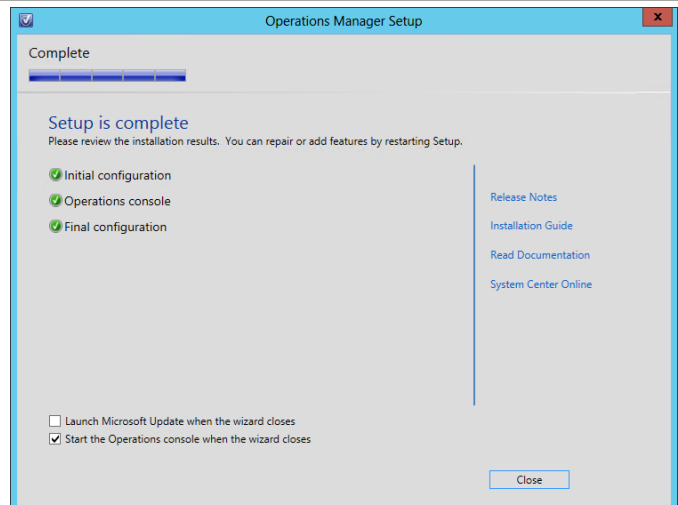 Operations Manager Setup
x
Complete
Setup is complete
Please review the installation results. You can repair or add features by restarting Setup.
Initial configuration
Operations console
Final configuration
Release Notes
Installation Guide
Read Documentation
System Center Online
Launch Microsoft Update when the wizard closes
Start the Operations console when the wizard closes
Close